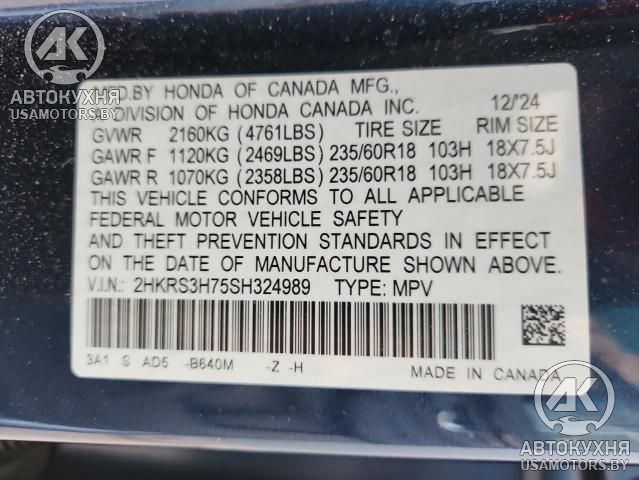 AK
АВТОКУХНЯ
USAMOTORS.BY
BY HONDA OF CANADA MFG.,
DIVISION OF HONDA CANADA INC. 12/'24
GVWR 2160KG (4761LBS) TIRE SIZE RIM SIZE
GAWR F 1120KG (2469LBS) 235/60R18 103H 18X7.5J
GAWR R 1070KG (2358LBS) 235/60R18 103H 18X7.5J
THIS VEHICLE CONFORMS TO ALL APPLICABLE
FEDERAL MOTOR VEHICLE SAFETY
AND THEFT PREVENTION STANDARDS IN EFFECT
ON THE DATE OF MANUFACTURE SHOWN ABOVE.
V.I.N.: 2HKRS3H75SH324989 TYPE: MPV
3A1 S AD5 -B640M -Z -H
MADE IN CANADA
AK
АВТОКУХНЯ
USAMOTORS.BY